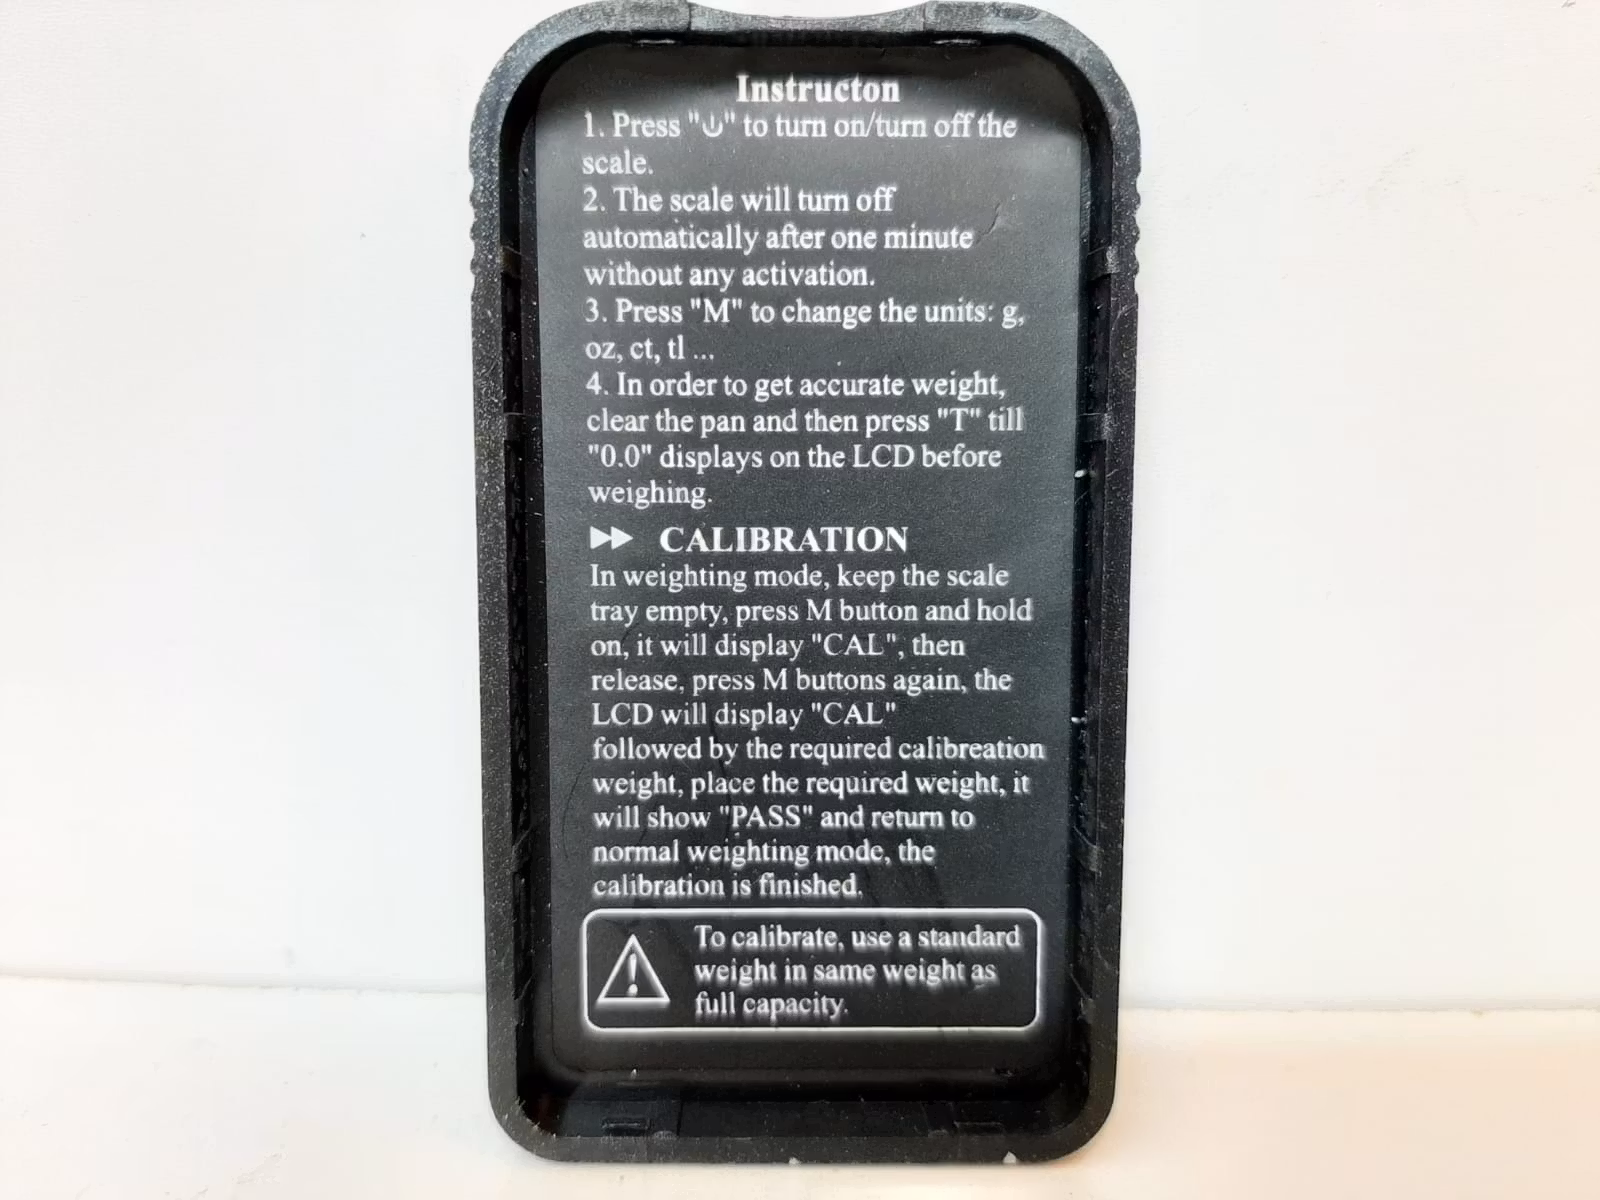 Instructon
1. Press "⏻" to turn on/turn off the
scale.
2. The scale will turn off
automatically after one minute
without any activation.
3. Press "M" to change the units: g,
oz, ct, tl ...
4. In order to get accurate weight,
clear the pan and then press "T" till
"0.0" displays on the LCD before
weighing.
CALIBRATION
In weighting mode, keep the scale
tray empty, press M button and hold
on, it will display "CAL", then
release, press M buttons again, the
LCD will display "CAL"
followed by the required calibreation
weight, place the required weight, it
will show "PASS" and return to
normal weighting mode, the
calibration is finished.
To calibrate, use a standard
weight in same weight as
full capacity.